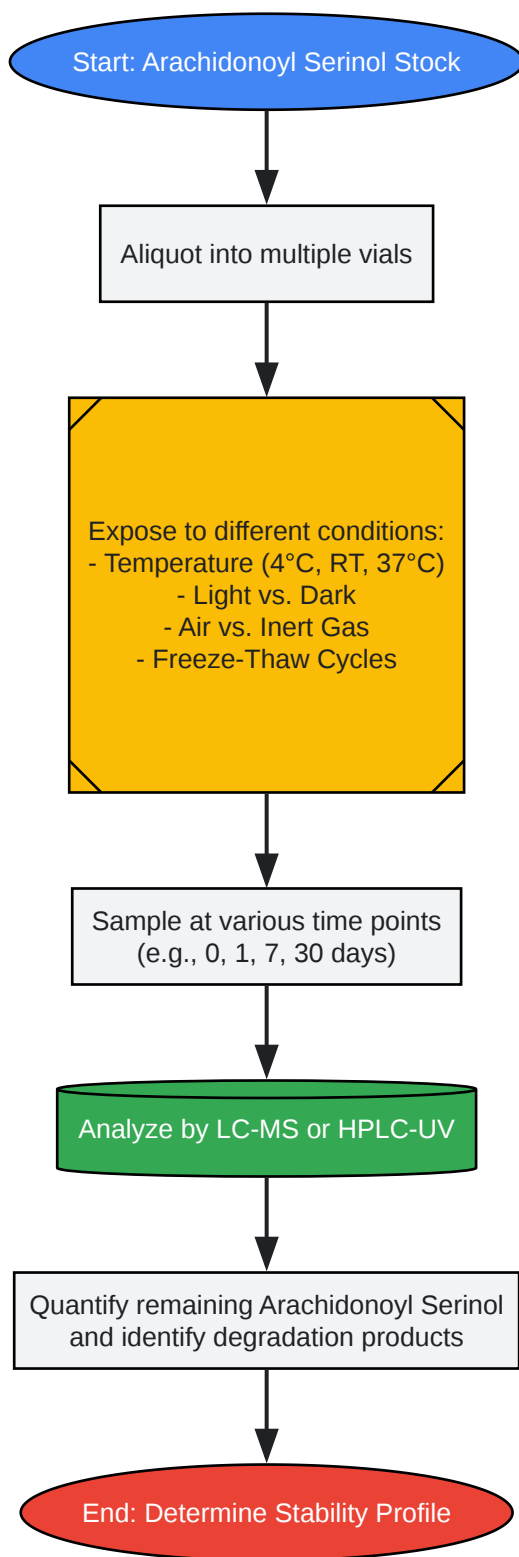 Start: Arachidonoyl Serinol Stock
Aliquot into multiple vials
Expose to different conditions:
- Temperature (4°C, RT, 37°C)
- Light vs. Dark
- Air vs. Inert Gas
- Freeze-Thaw Cycles
Sample at various time points
(e.g., 0, 1, 7, 30 days)
Analyze by LC-MS or HPLC-UV
Quantify remaining Arachidonoyl Serinol
and identify degradation products
End: Determine Stability Profile